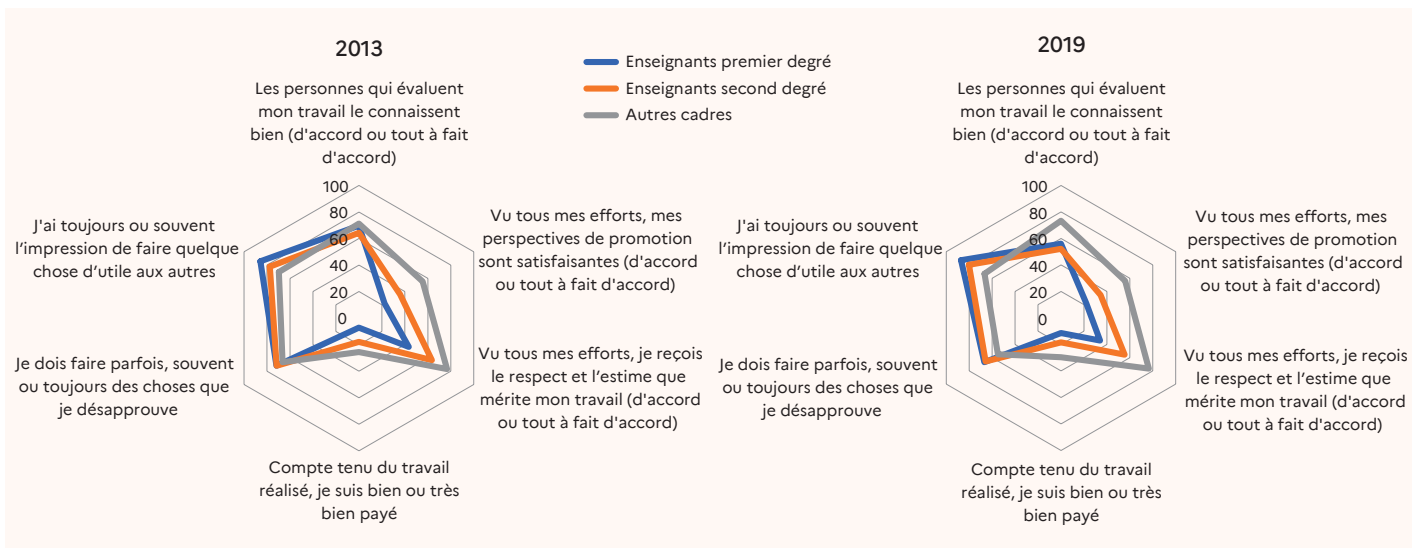 2013
Les personnes qui évaluent
mon travail le connaissent
bien (d'accord ou tout à fait
d'accord)
100
80
60
40
20
0
Vu tous mes efforts, mes
perspectives de promotion
sont satisfaisantes (d'accord
ou tout à fait d'accord)
Vu tous mes efforts, je reçois
le respect et l'estime que
mérite mon travail (d'accord
ou tout à fait d'accord)
Compte tenu du travail
réalisé, je suis bien ou très
bien payé
Je dois faire parfois, souvent
ou toujours des choses que
je désapprouve
J'ai toujours ou souvent
l’impression de faire quelque
chose d’utile aux autres
Enseignants premier degré
Enseignants second degré
Autres cadres
2019
Les personnes qui évaluent
mon travail le connaissent
bien (d'accord ou tout à fait
d'accord)
100
80
60
40
20
0
Vu tous mes efforts, mes
perspectives de promotion
sont satisfaisantes (d'accord
ou tout à fait d'accord)
Vu tous mes efforts, je reçois
le respect et l’estime que
mérite mon travail (d'accord
ou tout à fait d'accord)
Compte tenu du travail
réalisé, je suis bien ou très
bien payé
Je dois faire parfois, souvent
ou toujours des choses que
je désapprouve
J'ai toujours ou souvent
l’impression de faire quelque
chose d’utile aux autres